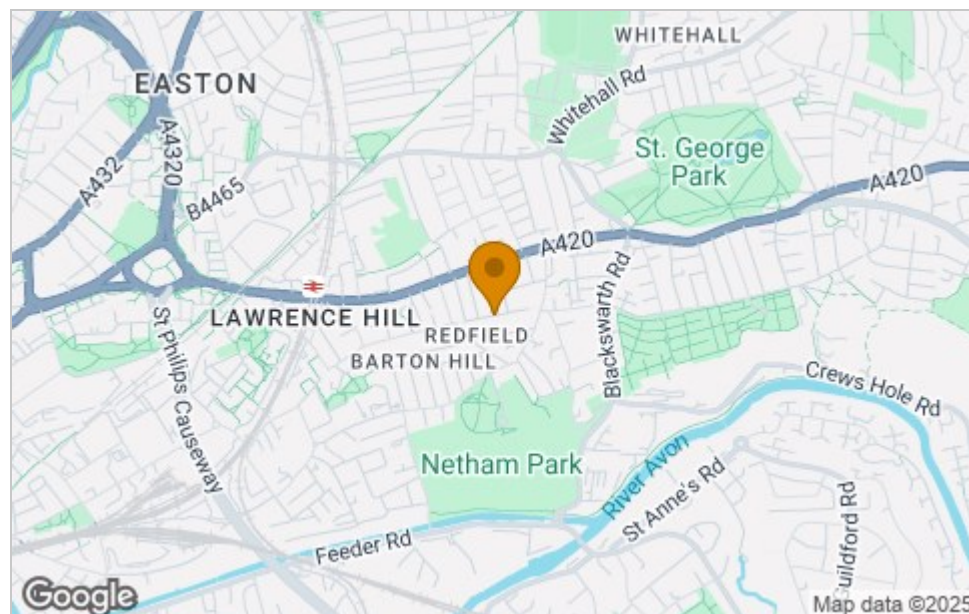 WHITEHALL
EASTON
Whitehall Rd
A4320
A432
St. George
Park
B4465
A420
A420
LAWRENCE HILL
REDFIELD
BARTON HILL
Blackswarth Rd
St Philips Causeway
Crews Hole Rd
Netham Park
River Avon
St Anne's Rd
Guildford Rd
Feeder Rd
Google
Map data ©2025